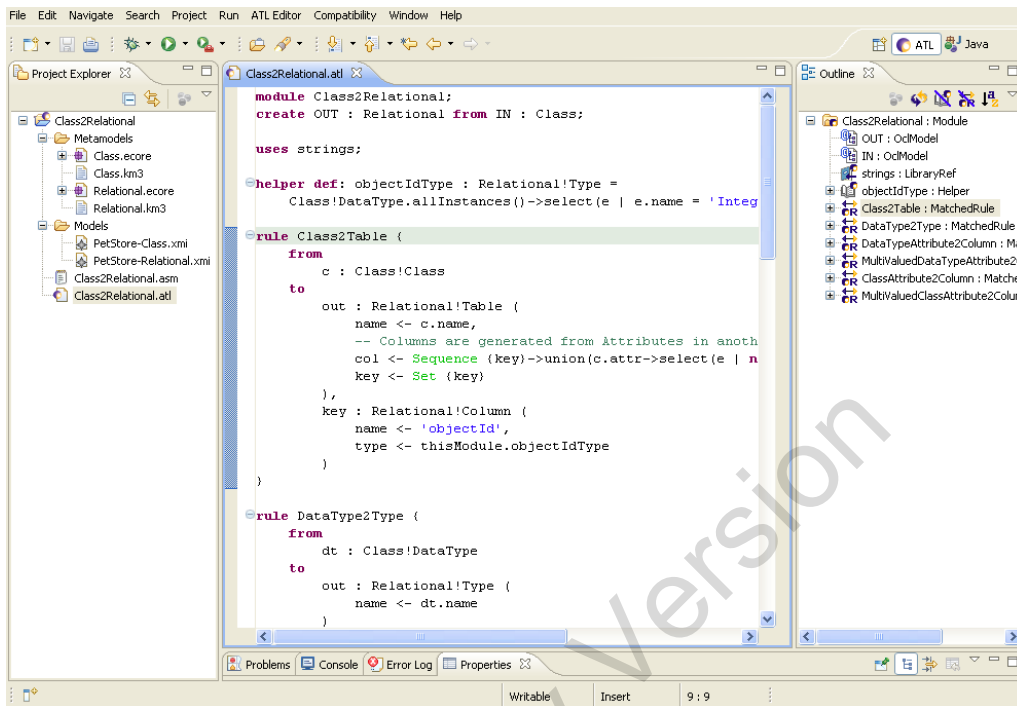 File Edit Navigate Search Project Run ATL Editor Compatibility Window Help
ATL Java
Project Explorer
Class2Relational
Metamodels
Class.ecore
Class.km3
Relational.ecore
Relational.km3
Models
PetStore-Class.xmi
PetStore-Relational.xmi
Class2Relational.asm
Class2Relational.atl
Class2Relational.atl
module Class2Relational;
create OUT : Relational from IN : Class;
uses strings;
helper def: objectIdType : Relational!Type =
Class!DataType.allInstances()->select(e | e.name = 'Integ
rule Class2Table {
from
c : Class!Class
to
out : Relational!Table (
name <- c.name,
-- Columns are generated from Attributes in anoth
col <- Sequence {key}->union(c.attr->select(e | n
key <- Set {key}
),
key : Relational!Column (
name <- 'objectId',
type <- thisModule.objectIdType
)
}
rule DataType2Type {
from
dt : Class!DataType
to
out : Relational!Type (
name <- dt.name
)
Outline
Class2Relational : Module
OUT : OclModel
IN : OclModel
strings : LibraryRef
objectIdType : Helper
Class2Table : MatchedRule
DataType2Type : MatchedRule
DataTypeAttribute2Column : Ma
MultiValuedDataTypeAttribute2
ClassAttribute2Column : Matche
MultiValuedClassAttribute2Colu
Problems Console Error Log Properties
Writable Insert 9 : 9
Version